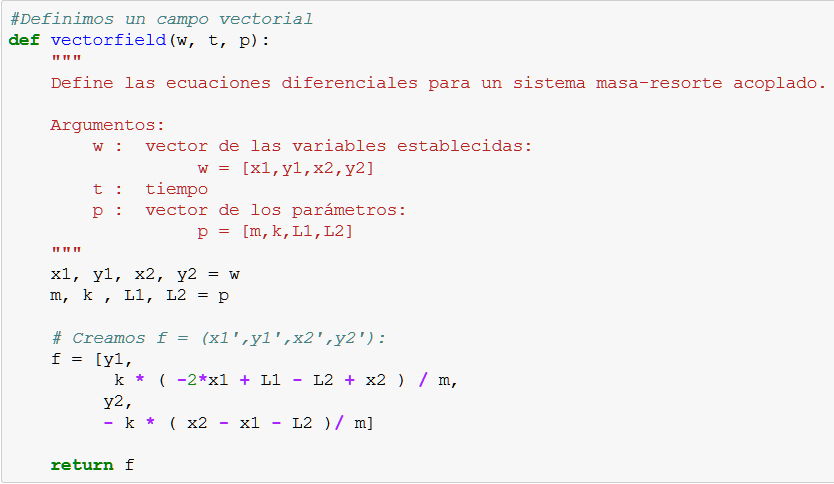 #Definimos un campo vectorial
def vectorfield(w, t, p):
    """
    Define las ecuaciones diferenciales para un sistema masa-resorte acoplado.

    Argumentos:
        w :  vector de las variables establecidas:
                  w = [x1,y1,x2,y2]
        t :  tiempo
        p :  vector de los parámetros:
                  p = [m,k,L1,L2]
    """
    x1, y1, x2, y2 = w
    m, k , L1, L2 = p

    # Creamos f = (x1',y1',x2',y2'):
    f = [y1,
          k * ( -2*x1 + L1 - L2 + x2 ) / m,
         y2,
         - k * ( x2 - x1 - L2 )/ m]

    return f